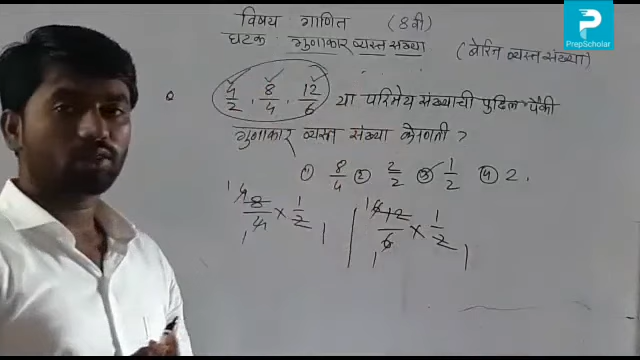 विषय गणित (8वी)
घटक गुणाकार व्यस्त संख्या (बेरिज व्यस्त संख्या)
4/2, 8/4, 12/6 या परिमेय संख्याची पुढिल पैकी
गुणाकार व्यस्त संख्या कोणती?
① 8/4 ② 2/2 ③ 1/2 ④ 2.
8/4 × 1/2 | 12/6 × 1/2
PrepScholar